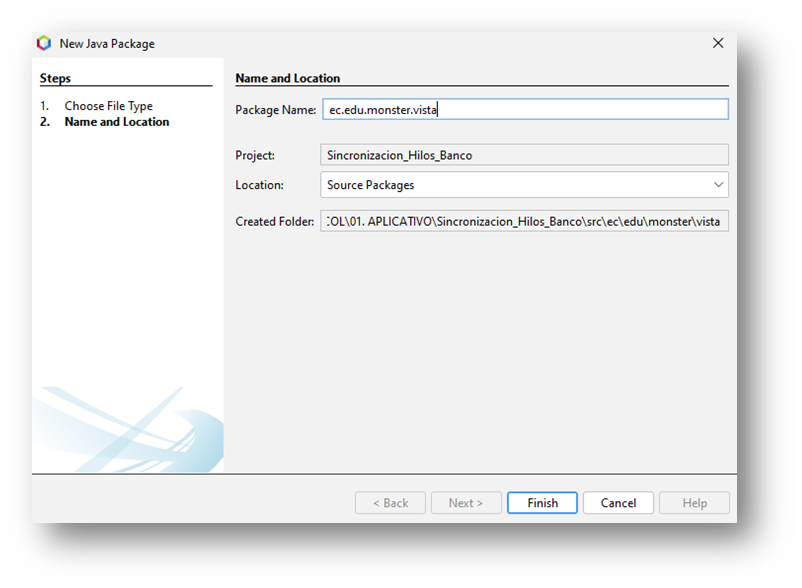 New Java Package
Steps
1. Choose File Type
2. Name and Location
Name and Location
Package Name: ec.edu.monster.vista
Project: Sincronizacion_Hilos_Banco
Location: Source Packages
Created Folder: COL\01. APLICATIVO\Sincronizacion_Hilos_Banco\src\ec\edu\monster\vista
< Back Next > Finish Cancel Help